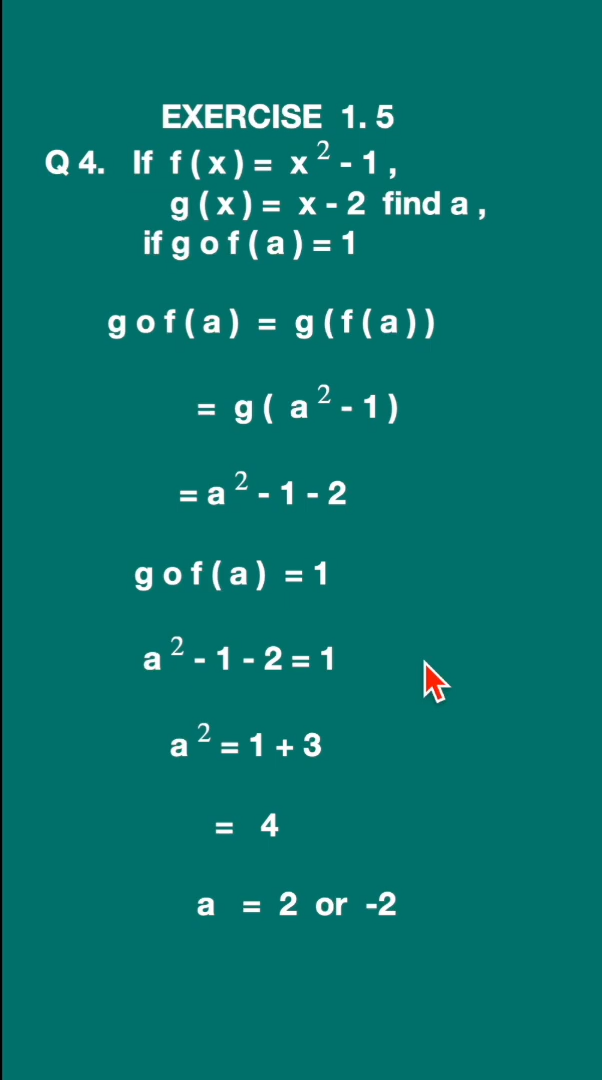 EXERCISE 1. 5
Q 4. If f ( x ) = x ² - 1 ,
g ( x ) = x - 2 find a ,
if g o f ( a ) = 1
g o f ( a ) = g ( f ( a ) )
= g ( a ² - 1 )
= a ² - 1 - 2
g o f ( a ) = 1
a ² - 1 - 2 = 1
a ² = 1 + 3
= 4
a = 2 or -2